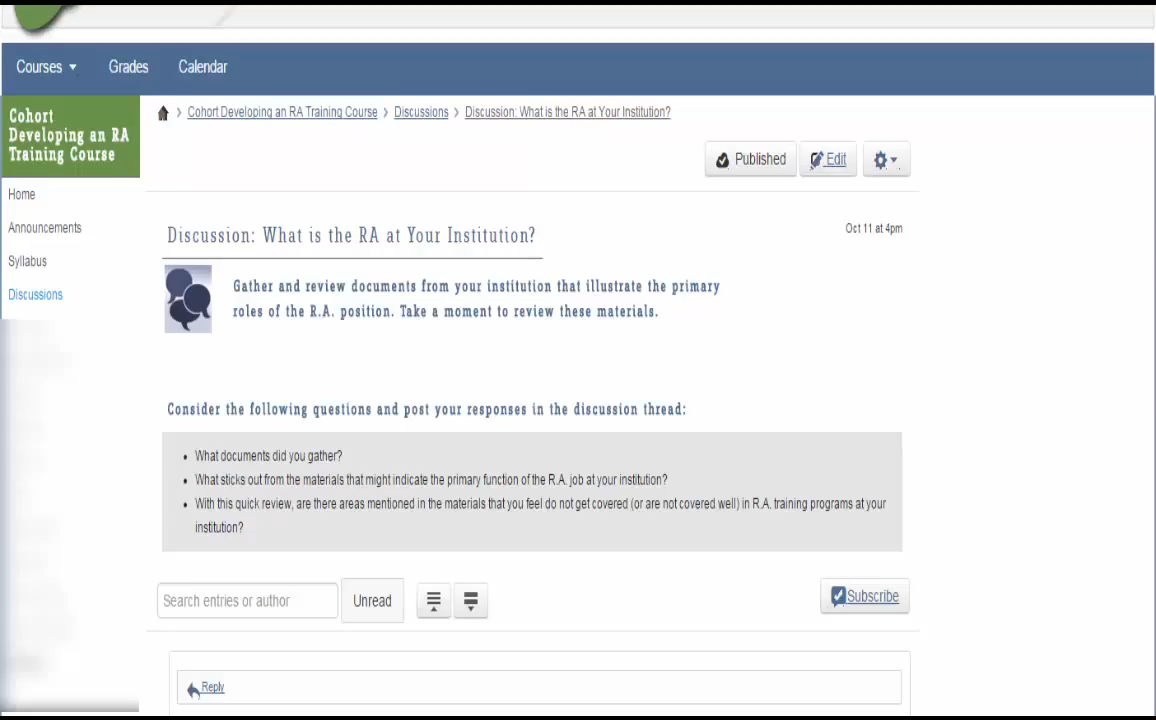 Courses Grades Calendar
Cohort
Developing an RA
Training Course
> Cohort Developing an RA Training Course > Discussions > Discussion: What is the RA at Your Institution?
Published Edit
Home
Announcements
Syllabus
Discussions
Discussion: What is the RA at Your Institution?
Oct 11 at 4pm
Gather and review documents from your institution that illustrate the primary
roles of the R.A. position. Take a moment to review these materials.
Consider the following questions and post your responses in the discussion thread:
• What documents did you gather?
• What sticks out from the materials that might indicate the primary function of the R.A. job at your institution?
• With this quick review, are there areas mentioned in the materials that you feel do not get covered (or are not covered well) in R.A. training programs at your
institution?
Search entries or author Unread Subscribe
Reply